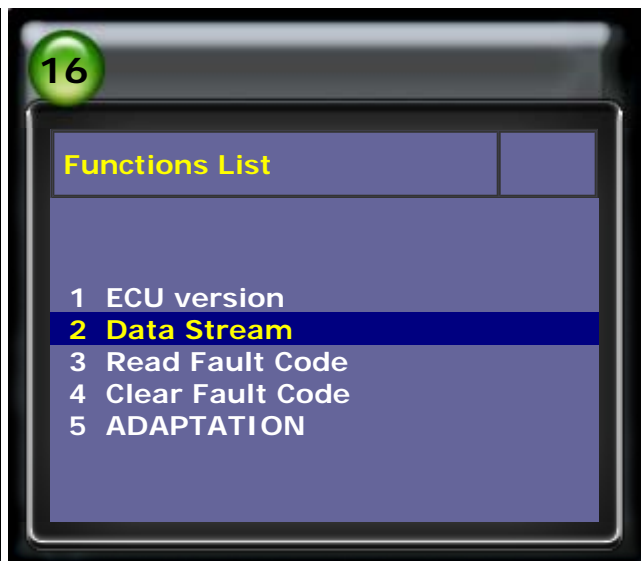 16
Functions List
1 ECU version
2 Data Stream
3 Read Fault Code
4 Clear Fault Code
5 ADAPTATION